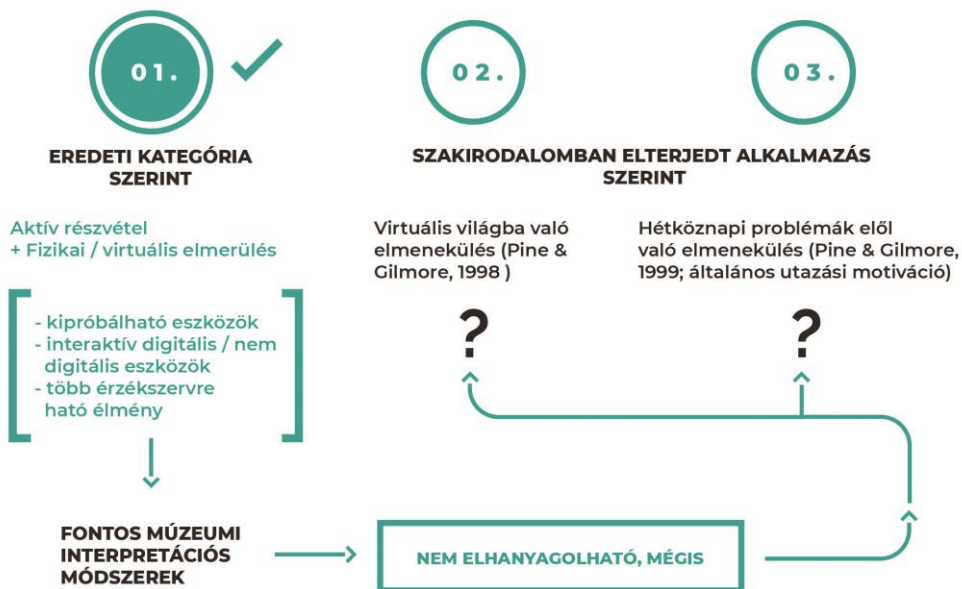 01.
EREDETI KATEGÓRIA
SZERINT
Aktív részvétel
+ Fizikai / virtuális elmerülés
- kipróbálható eszközök
- interaktív digitális / nem
digitális eszközök
- több érzékszervre
ható élmény
FONTOS MÚZEUMI
INTERPRETÁCIÓS
MÓDSZEREK
NEM ELHANYAGOLHATÓ, MÉGIS
02.
03.
SZAKIRODALOMBAN ELTERJEDT ALKALMAZÁS
SZERINT
Virtuális világba való
elmenekülés (Pine &
Gilmore, 1998 )
?
Hétköznapi problémák elől
való elmenekülés (Pine & Gilmore,
1999; általános utazási motiváció)
?